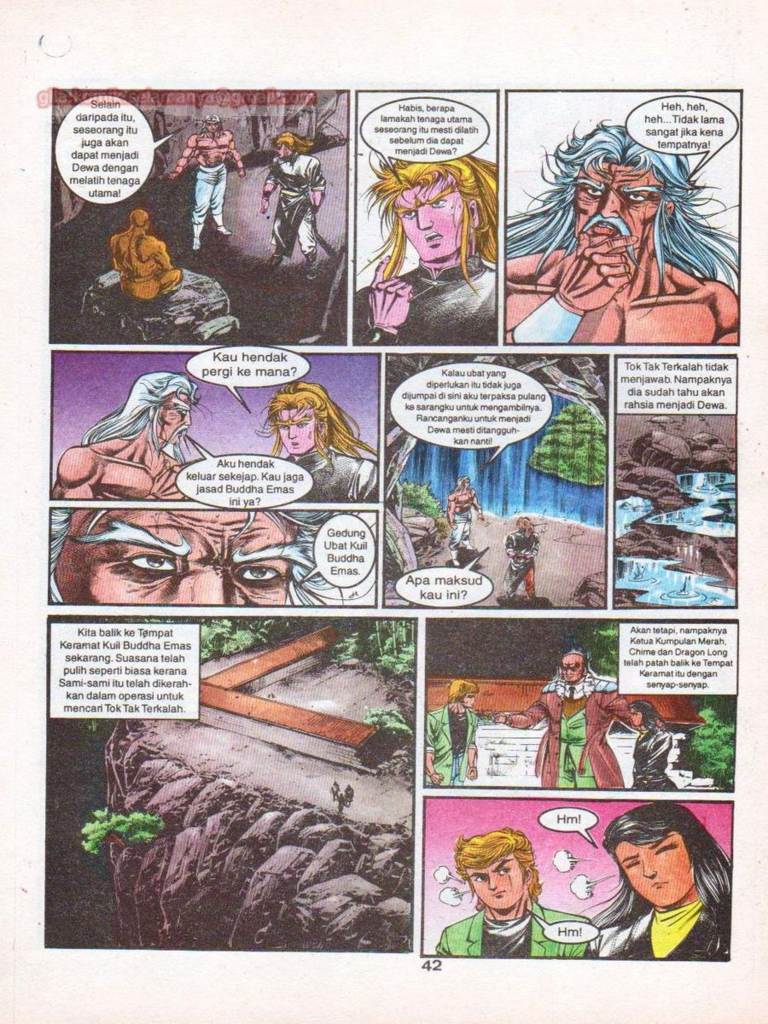 Selain
daripada itu,
seseorang itu
juga akan
dapat menjadi
Dewa dengan
melatih tenaga
utama!
Habis, berapa
lamakah tenaga utama
seseorang itu mesti dilatih
sebelum dia dapat
menjadi Dewa?
Heh, heh,
heh...Tidak lama
sangat jika kena
tempatnya!
Kau hendak
pergi ke mana?
Aku hendak
keluar sekejap. Kau jaga
jasad Buddha Emas
ini ya?
Gedung
Ubat Kuil
Buddha
Emas.
Kalau ubat yang
diperlukan itu tidak juga
dijumpai di sini aku terpaksa pulang
ke sarangku untuk mengambilnya.
Rancanganku untuk menjadi
Dewa mesti ditangguh-
kan nanti!
Apa maksud
kau ini?
Tok Tak Terkalah tidak
menjawab. Nampaknya
dia sudah tahu akan
rahsia menjadi Dewa.
Kita balik ke Tempat
Keramat Kuil Buddha Emas
sekarang. Suasana telah
pulih seperti biasa kerana
Sami-sami itu telah dikerah-
kan dalam operasi untuk
mencari Tok Tak Terkalah.
Akan tetapi, nampaknya
Ketua Kumpulan Merah,
Chime dan Dragon Long
telah patah balik ke Tempat
Keramat itu dengan
senyap-senyap.
Hm!
Hm!
42